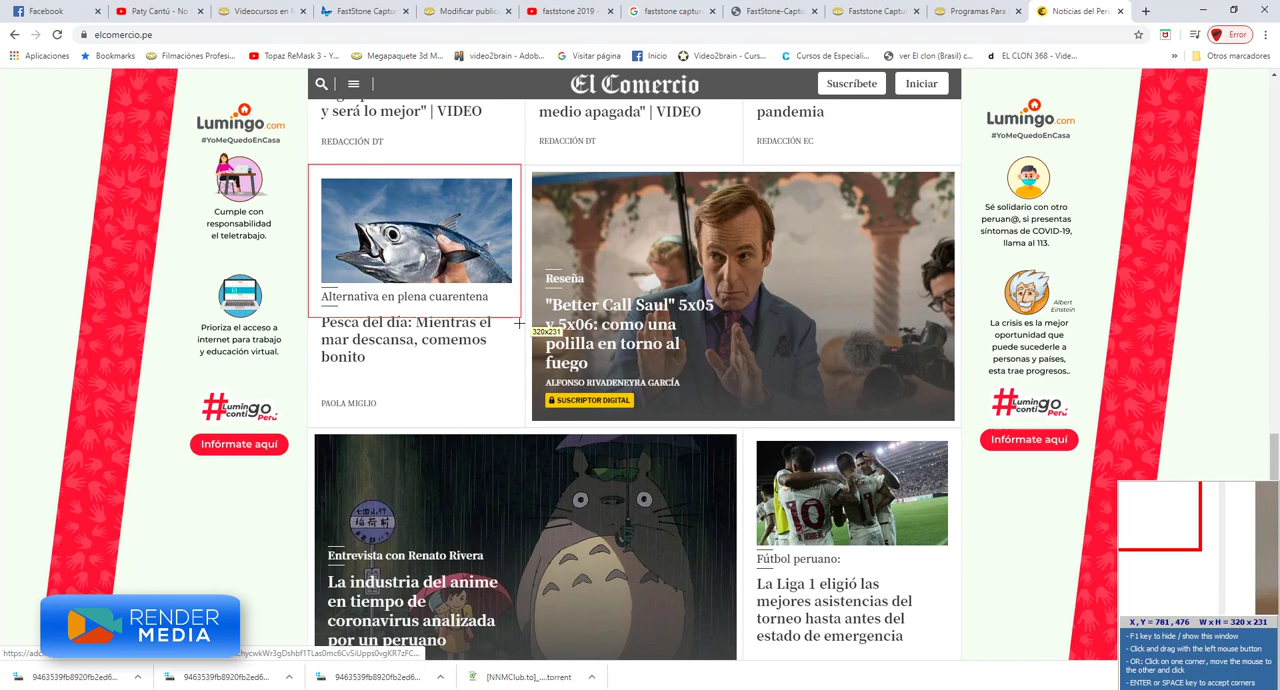 Facebook
Paty Cantú - No
Videocursos en M
FastStone Captur
Modificar public
faststone 2019 -
faststone captur
FastStone-Captu
Faststone Captur
Programas Para
Noticias del Per
elcomercio.pe
Error
Aplicaciones
Bookmarks
Filmaciónes Profesi...
Topaz ReMask 3 - Y...
Megapaquete 3d M...
video2brain - Adob...
Visitar página
Inicio
Video2Brain - Curs...
Cursos de Especiali...
ver El clon (Brasil) c...
EL CLON 368 - Vide...
»
Otros marcadores
El Comercio
Suscríbete
Iniciar
y será lo mejor" | VIDEO
REDACCIÓN DT
medio apagada" | VIDEO
REDACCIÓN DT
pandemia
REDACCIÓN EC
Lumingo.com
#YoMeQuedoEnCasa
Cumple con
responsabilidad
el teletrabajo.
Prioriza el acceso a
internet para trabajo
y educación virtual.
#Lumingo
contiPerú
Infórmate aquí
Alternativa en plena cuarentena
Pesca del día: Mientras el
mar descansa, comemos
bonito
PAOLA MIGLIO
320x231
Reseña
"Better Call Saul" 5x05
y 5x06: como una
polilla en torno al
fuego
ALFONSO RIVADENEYRA GARCÍA
SUSCRIPTOR DIGITAL
Entrevista con Renato Rivera
La industria del anime
en tiempo de
coronavirus analizada
por un peruano
Fútbol peruano:
La Liga 1 eligió las
mejores asistencias del
torneo hasta antes del
estado de emergencia
Lumingo.com
#YoMeQuedoEnCasa
Sé solidario con otro
peruan@, si presentas
síntomas de COVID-19,
llama al 113.
Albert
Einstein
La crisis es la mejor
oportunidad que
puede sucederle a
personas y países,
esta trae progresos..
#Lumingo
contiPerú
Infórmate aquí
X , Y = 781 , 476 W x H = 320 x 231
- F1 key to hide / show this window
- Click and drag with the left mouse button
- OR: Click on one corner, move the mouse to
the other and click
- ENTER or SPACE key to accept corners
RENDER
MEDIA
9463539fb8920fb2ed6...
9463539fb8920fb2ed6...
9463539fb8920fb2ed6...
[NNMClub.to]_....torrent